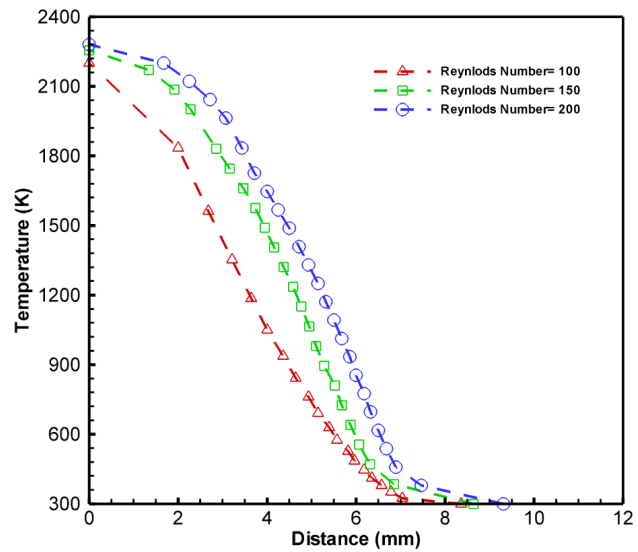 2400
2100
1800
1500
1200
900
600
300
Temperature (K)
Reynlods Number= 100
Reynlods Number= 150
Reynlods Number= 200
0 2 4 6 8 10 12
Distance (mm)